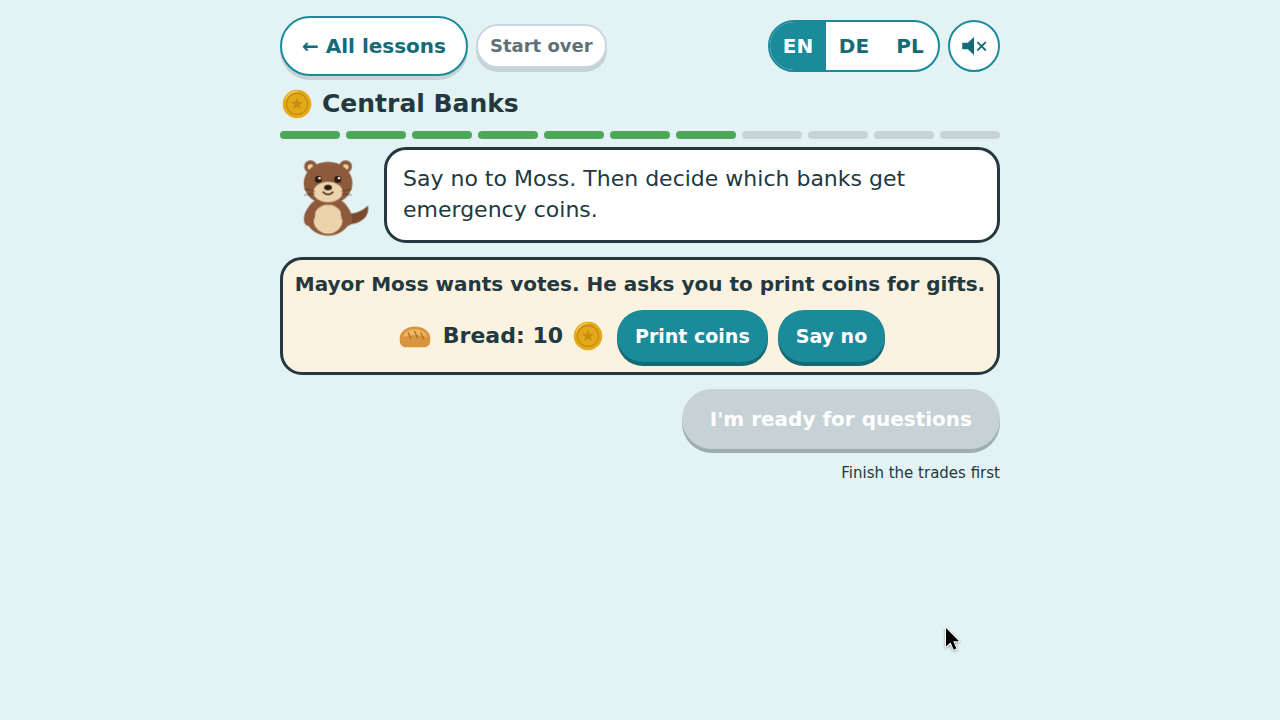 ← All lessons
Start over
EN
DE
PL
Central Banks
Say no to Moss. Then decide which banks get
emergency coins.
Mayor Moss wants votes. He asks you to print coins for gifts.
Bread: 10
Print coins
Say no
I'm ready for questions
Finish the trades first